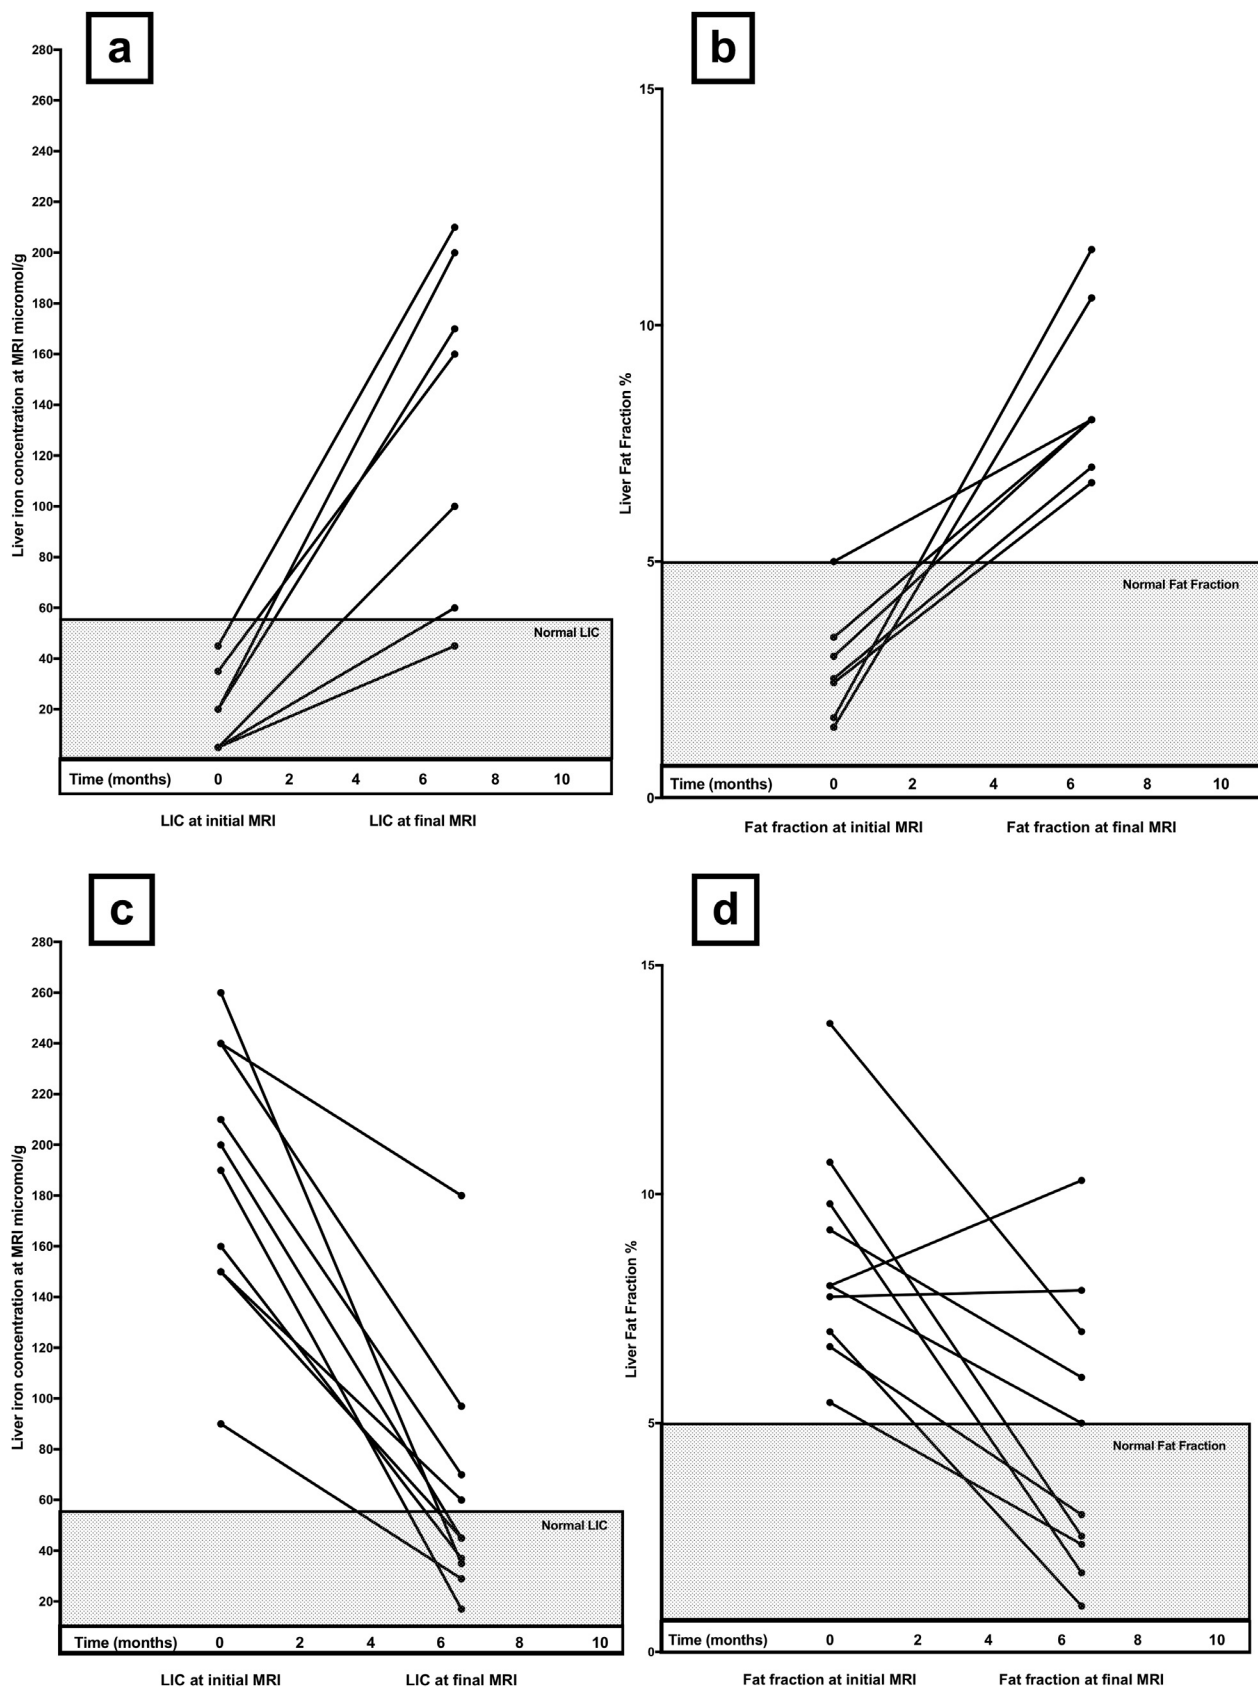 a
280
260
240
220
200
180
160
140
120
100
80
60
40
20
Liver iron concentration at MRI micromol/g
Normal LIC
Time (months) 0 2 4 6 8 10
LIC at initial MRI LIC at final MRI
b
15
10
5
0
Liver Fat Fraction %
Normal Fat Fraction
Time (months) 0 2 4 6 8 10
Fat fraction at initial MRI Fat fraction at final MRI
c
280
260
240
220
200
180
160
140
120
100
80
60
40
20
Liver iron concentration at MRI micromol/g
Normal LIC
Time (months) 0 2 4 6 8 10
LIC at initial MRI LIC at final MRI
d
15
10
5
0
Liver Fat Fraction %
Normal Fat Fraction
Time (months) 0 2 4 6 8 10
Fat fraction at initial MRI Fat fraction at final MRI